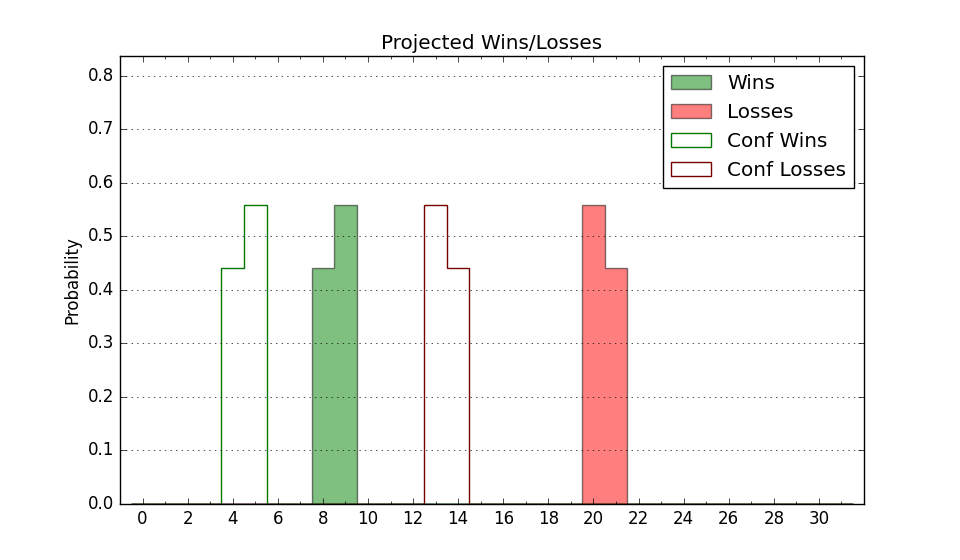 Projected Wins/Losses
0.8
0.7
0.6
0.5
0.4
0.3
0.2
0.1
0.0
Probability
Wins
Losses
Conf Wins
Conf Losses
0 2 4 6 8 10 12 14 16 18 20 22 24 26 28 30